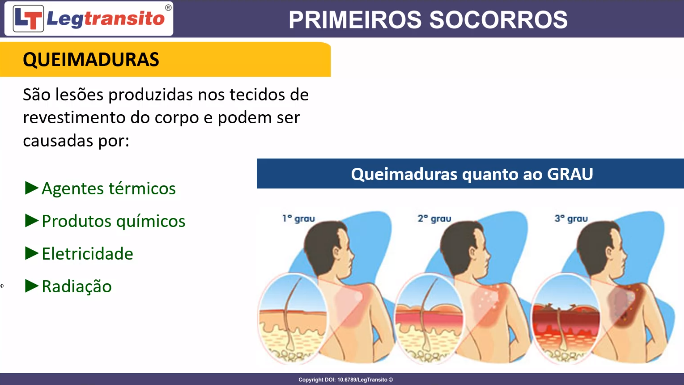 LT Legtransito®
PRIMEIROS SOCORROS
QUEIMADURAS
São lesões produzidas nos tecidos de
revestimento do corpo e podem ser
causadas por:
►Agentes térmicos
►Produtos químicos
►Eletricidade
►Radiação
Queimaduras quanto ao GRAU
1º grau
2º grau
3º grau
Copyright DOI: 10.6789/LegTransito ©